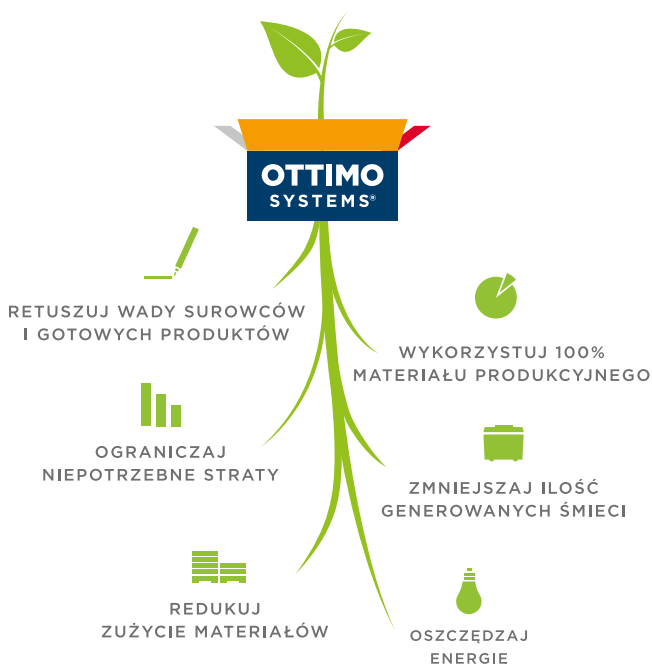 OTTIMO
SYSTEMS®
RETUSZUJ WADY SUROWCÓW
I GOTOWYCH PRODUKTÓW
WYKORZYSTUJ 100%
MATERIAŁU PRODUKCYJNEGO
OGRANICZAJ
NIEPOTRZEBNE STRATY
ZMNIEJSZAJ ILOŚĆ
GENEROWANYCH ŚMIECI
REDUKUJ
ZUŻYCIE MATERIAŁÓW
OSZCZĘDZAJ
ENERGIE